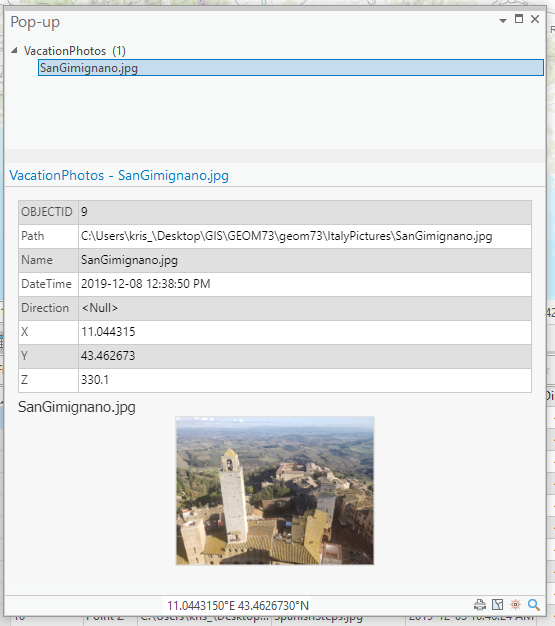 Pop-up
VacationPhotos (1)
SanGimignano.jpg
VacationPhotos - SanGimignano.jpg
OBJECTID 9
Path C:\Users\kris_\Desktop\GIS\GEOM73\geom73\ItalyPictures\SanGimignano.jpg
Name SanGimignano.jpg
DateTime 2019-12-08 12:38:50 PM
Direction <Null>
X 11.044315
Y 43.462673
Z 330.1
SanGimignano.jpg
11.0443150°E 43.4626730°N